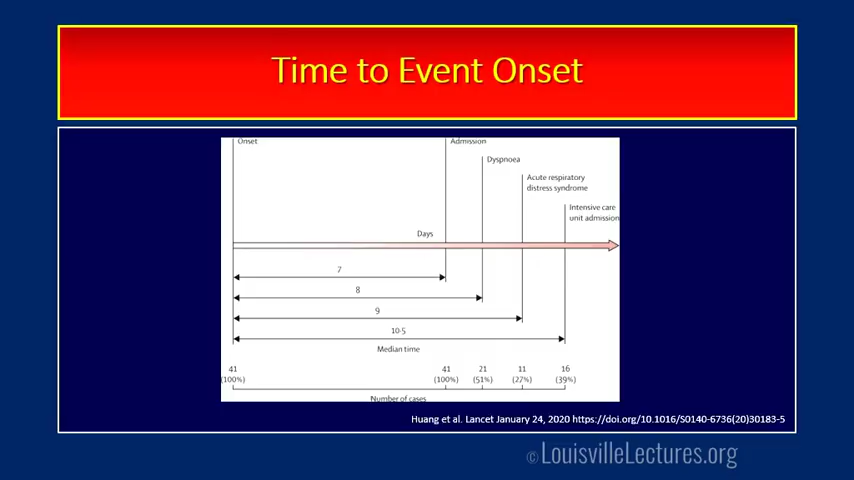 Time to Event Onset
Onset
Admission
Dyspnoea
Acute respiratory
distress syndrome
Intensive care
unit admission
Days
7
8
9
10·5
Median time
41 41 21 11 16
(100%) (100%) (51%) (27%) (39%)
Number of cases
Huang et al. Lancet January 24, 2020 https://doi.org/10.1016/S0140-6736(20)30183-5
© LouisvilleLectures.org